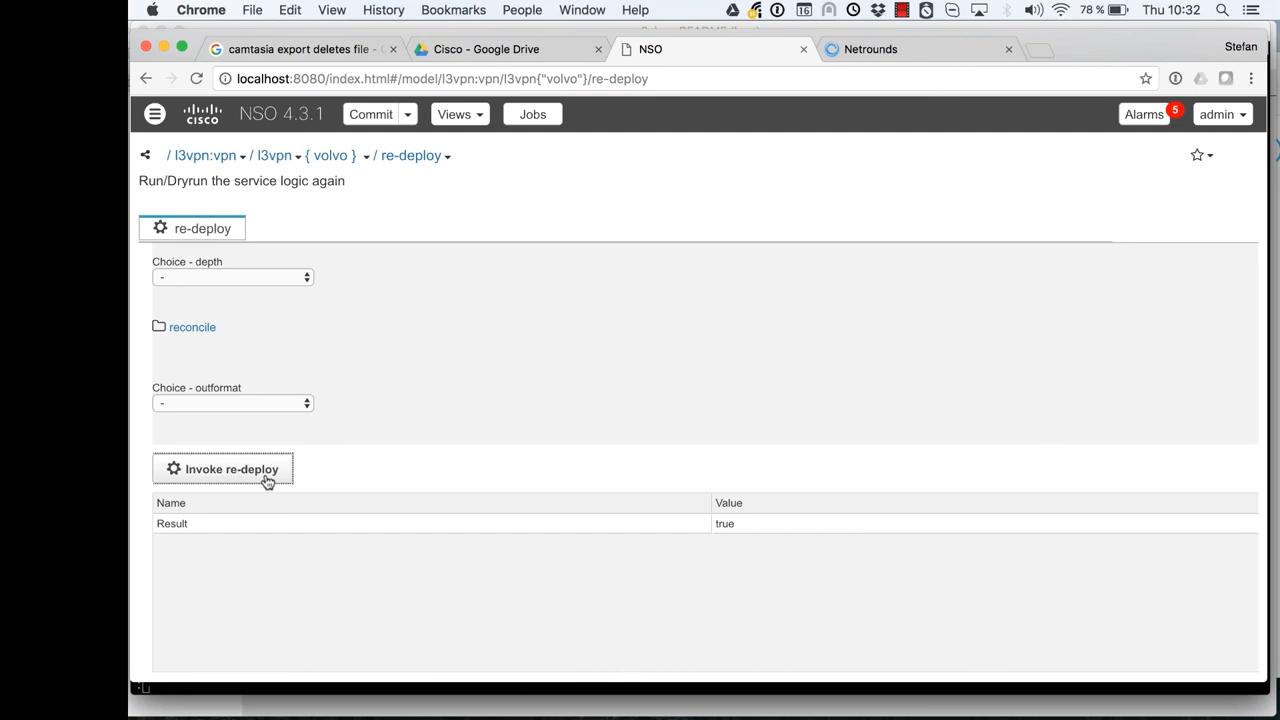 Chrome File Edit View History Bookmarks People Window Help 16 78 % Thu 10:32
camtasia export deletes file - Cisco - Google Drive NSO Netrounds Stefan
localhost:8080/index.html#/model/l3vpn:vpn/l3vpn{"volvo"}/re-deploy
cisco NSO 4.3.1 Commit Views Jobs Alarms 5 admin
/ l3vpn:vpn / l3vpn { volvo } / re-deploy
Run/Dryrun the service logic again
re-deploy
Choice - depth
-
reconcile
Choice - outformat
-
Invoke re-deploy
Name Value
Result true
: